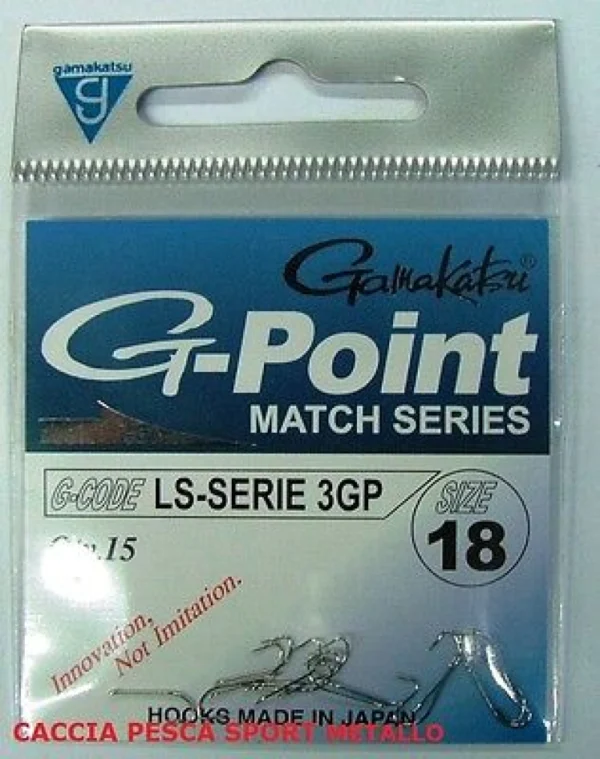 gamakatsu
g
Gamakatsu®
G-Point
MATCH SERIES
G-CODE LS-SERIE 3GP
SIZE
18
15
Innovation,
Not Imitation.
HOOKS MADE IN JAPAN
CACCIA PESCA SPORT METALLO